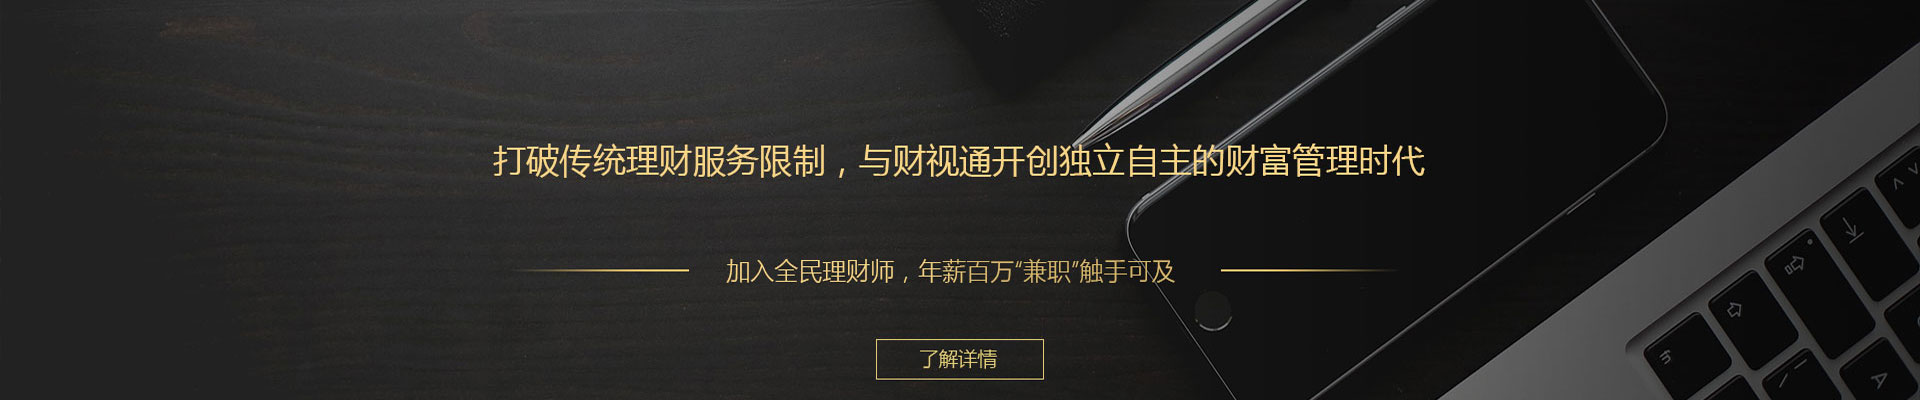 打破传统理财服务限制，与财视通开创独立自主的财富管理时代
加入全民理财师，年薪百万“兼职”触手可及
了解详情